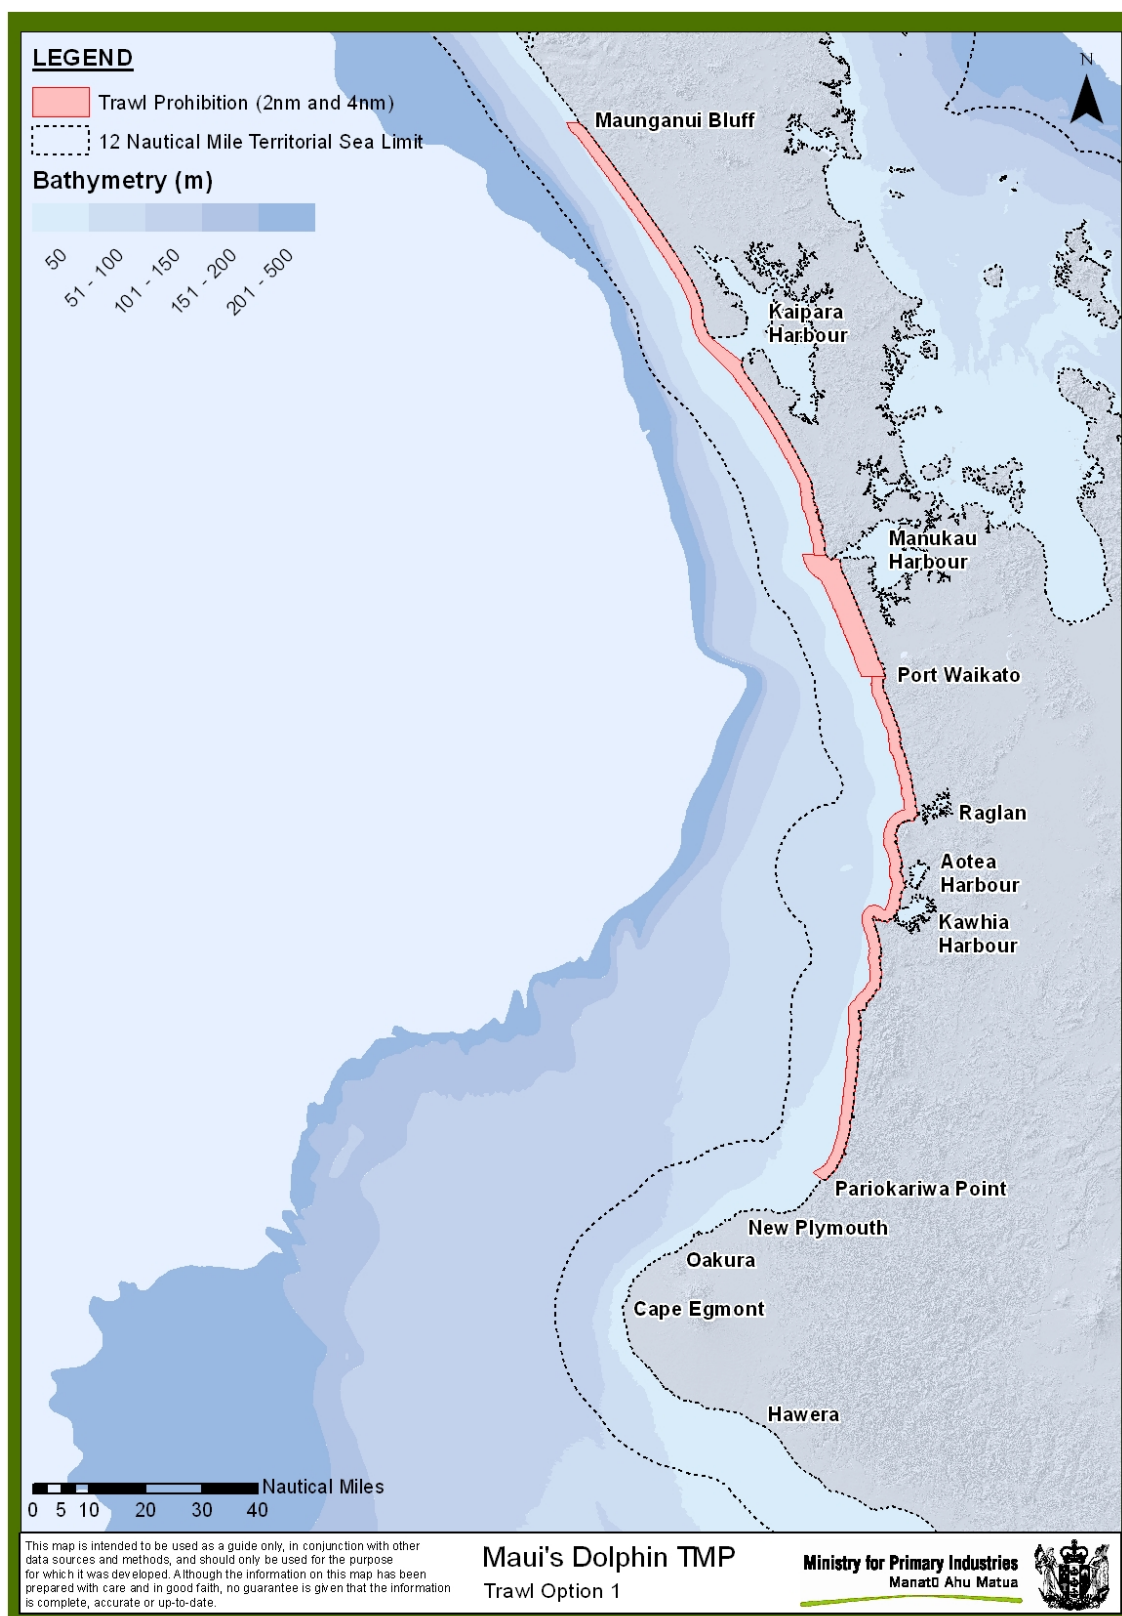 LEGEND
Trawl Prohibition (2nm and 4nm)
12 Nautical Mile Territorial Sea Limit
Bathymetry (m)
50
51 - 100
101 - 150
151 - 200
201 - 500
N
Maunganui Bluff
Kaipara
Harbour
Manukau
Harbour
Port Waikato
Raglan
Aotea
Harbour
Kawhia
Harbour
Pariokariwa Point
New Plymouth
Oakura
Cape Egmont
Hawera
Nautical Miles
0 5 10 20 30 40
This map is intended to be used as a guide only, in conjunction with other
data sources and methods, and should only be used for the purpose
for which it was developed. Although the information on this map has been
prepared with care and in good faith, no guarantee is given that the information
is complete, accurate or up-to-date.
Maui's Dolphin TMP
Trawl Option 1
Ministry for Primary Industries
Manatū Ahu Matua